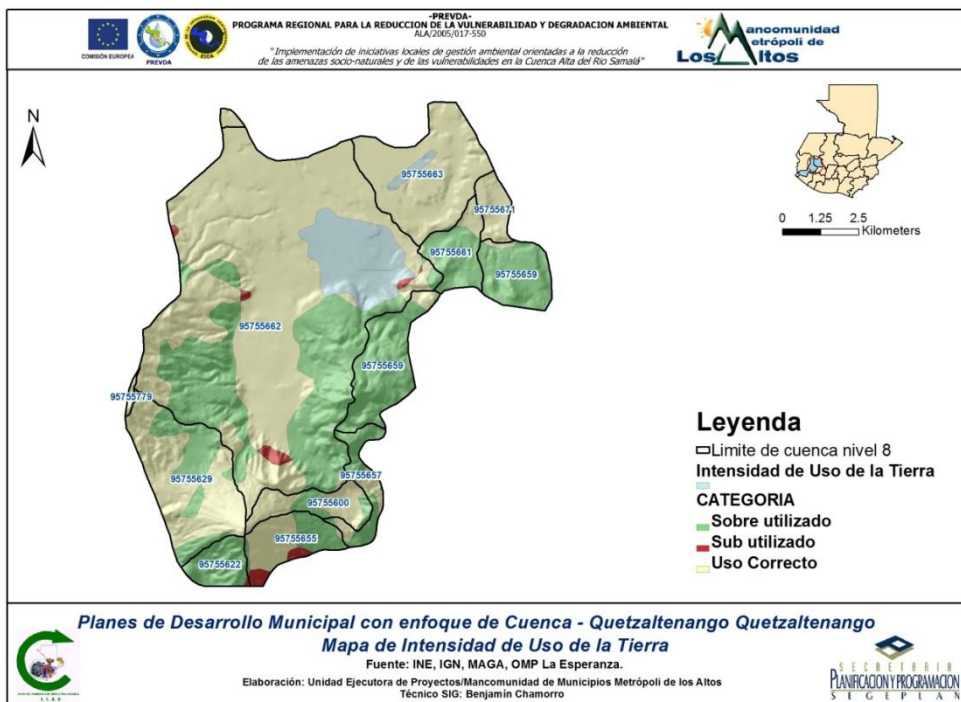 -PREVDA-
PROGRAMA REGIONAL PARA LA REDUCCION DE LA VULNERABILIDAD Y DEGRADACION AMBIENTAL
ALA/2005/017-550
"Implementación de iniciativas locales de gestión ambiental orientadas a la reducción
de las amenazas socio-naturales y de las vulnerabilidades en la Cuenca Alta del Rio Samalá"
COMISIÓN EUROPEA
PREVDA
Mancomunidad
Metrópoli de
Los Altos
N
95755663
95755671
95755661
95755659
95755662
95755659
95755779
95755629
95755657
95755600
95755655
95755622
0 1.25 2.5
Kilometers
Leyenda
Limite de cuenca nivel 8
Intensidad de Uso de la Tierra
CATEGORIA
Sobre utilizado
Sub utilizado
Uso Correcto
Planes de Desarrollo Municipal con enfoque de Cuenca - Quetzaltenango Quetzaltenango
Mapa de Intensidad de Uso de la Tierra
Fuente: INE, IGN, MAGA, OMP La Esperanza.
Elaboración: Unidad Ejecutora de Proyectos/Mancomunidad de Municipios Metrópoli de los Altos
Técnico SIG: Benjamín Chamorro
SECRETARIA
PLANIFICACION Y PROGRAMACION
SEGEPLAN